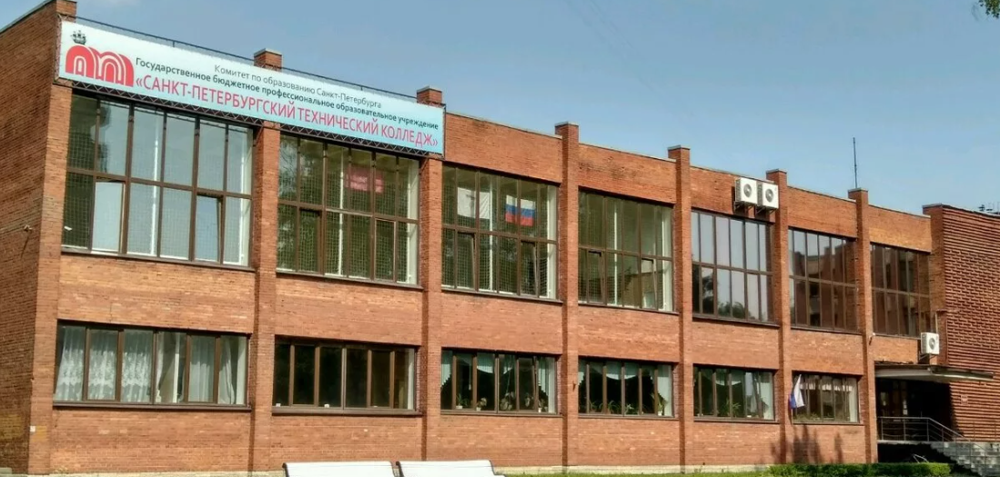 Комитет по образованию Санкт-Петербурга
Государственное бюджетное профессиональное образовательное учреждение
«САНКТ-ПЕТЕРБУРГСКИЙ ТЕХНИЧЕСКИЙ КОЛЛЕДЖ»